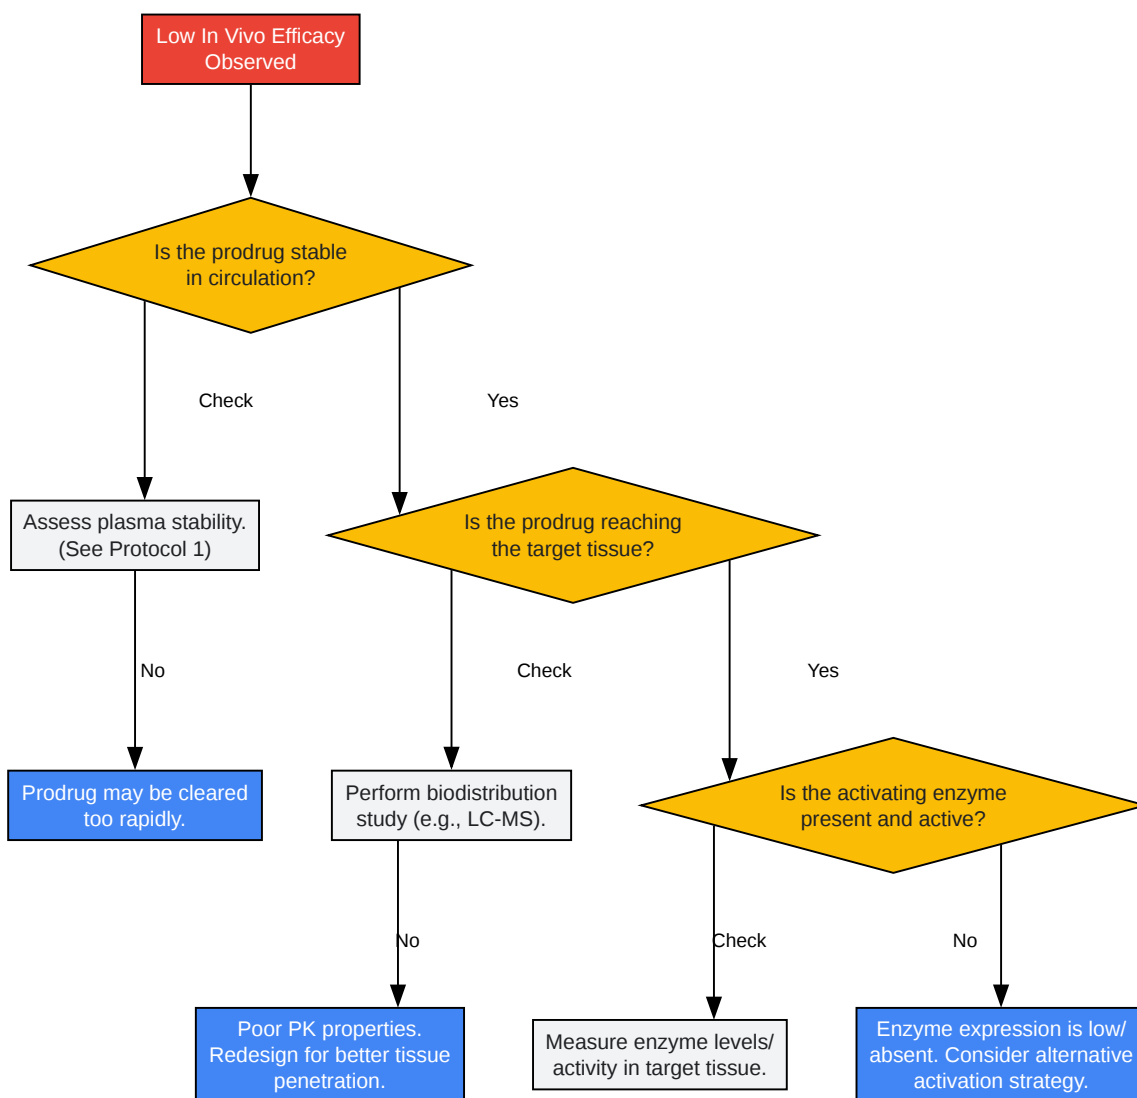 Low In Vivo Efficacy
Observed
Is the prodrug stable
in circulation?
Check
Yes
Assess plasma stability.
(See Protocol 1)
Is the prodrug reaching
the target tissue?
No
Check
Yes
Prodrug may be cleared
too rapidly.
Perform biodistribution
study (e.g., LC-MS).
Is the activating enzyme
present and active?
No
Check
No
Poor PK properties.
Redesign for better tissue
penetration.
Measure enzyme levels/
activity in target tissue.
Enzyme expression is low/
absent. Consider alternative
activation strategy.